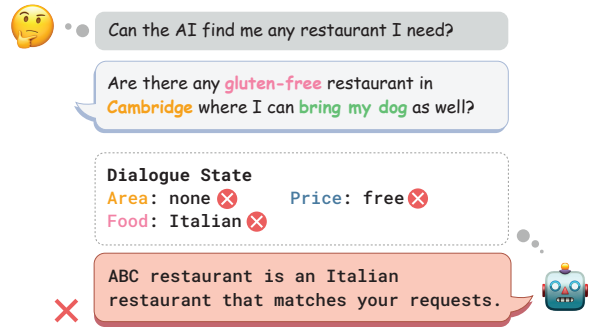 Can the AI find me any restaurant I need?
Are there any gluten-free restaurant in
Cambridge where I can bring my dog as well?
Dialogue State
Area: none Price: free
Food: Italian
ABC restaurant is an Italian
restaurant that matches your requests.